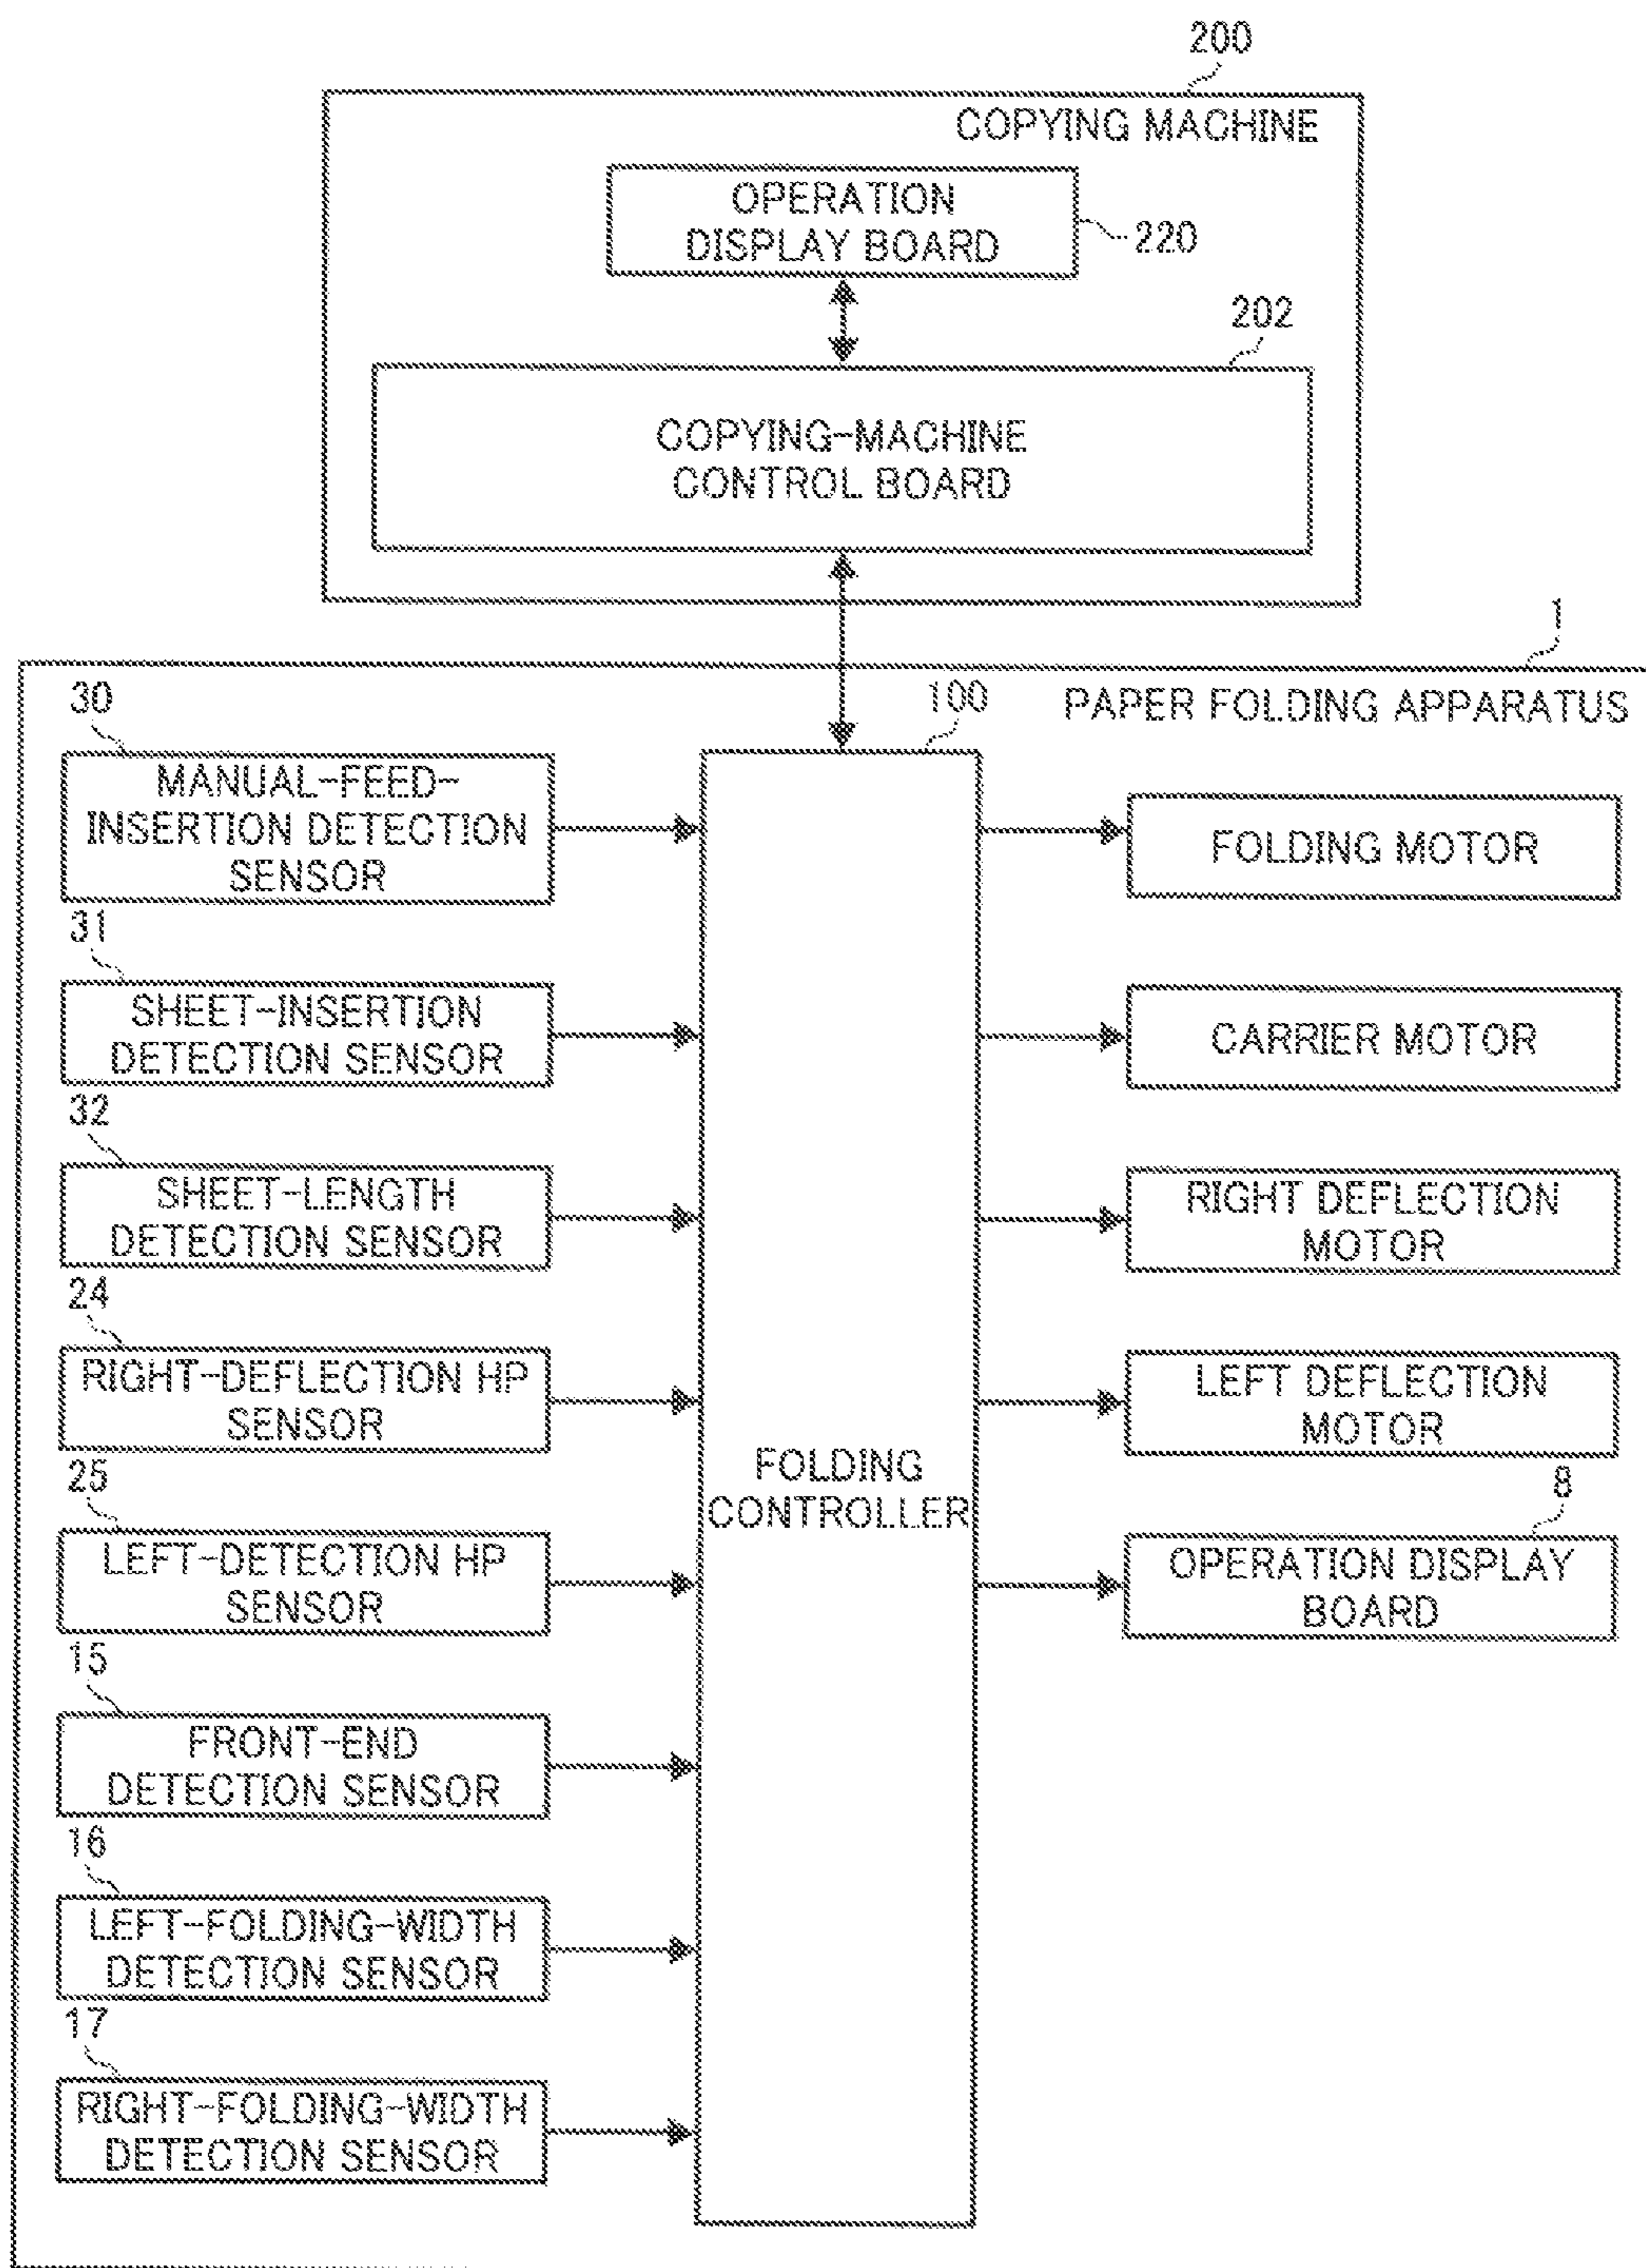 200
COPYING MACHINE
OPERATION
DISPLAY BOARD
220
202
COPYING-MACHINE
CONTROL BOARD
1
PAPER FOLDING APPARATUS
30
MANUAL-FEED-
INSERTION DETECTION
SENSOR
31
SHEET-INSERTION
DETECTION SENSOR
32
SHEET-LENGTH
DETECTION SENSOR
24
RIGHT-DEFLECTION HP
SENSOR
25
LEFT-DETECTION HP
SENSOR
15
FRONT-END
DETECTION SENSOR
16
LEFT-FOLDING-WIDTH
DETECTION SENSOR
17
RIGHT-FOLDING-WIDTH
DETECTION SENSOR
100
FOLDING
CONTROLLER
FOLDING MOTOR
CARRIER MOTOR
RIGHT DEFLECTION
MOTOR
LEFT DEFLECTION
MOTOR
8
OPERATION DISPLAY
BOARD